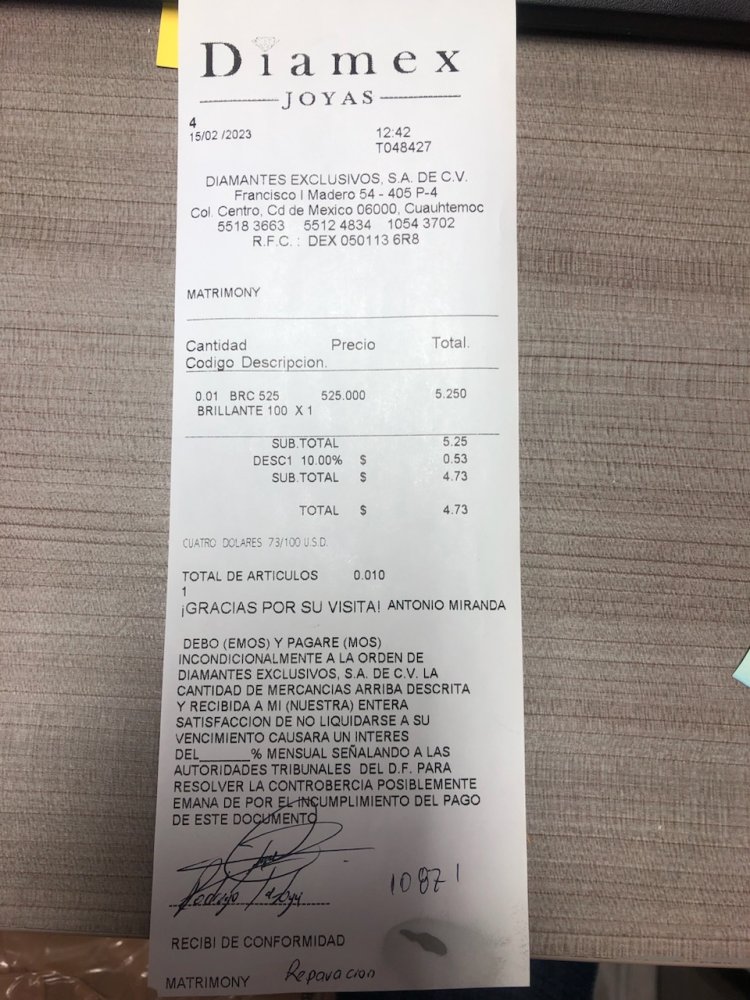 Diamex
JOYAS
4
15/02 /2023 12:42
T048427
DIAMANTES EXCLUSIVOS, S.A. DE C.V.
Francisco I Madero 54 - 405 P-4
Col. Centro, Cd de Mexico 06000, Cuauhtemoc
5518 3663 5512 4834 1054 3702
R.F.C. : DEX 050113 6R8
MATRIMONY
Cantidad Precio Total.
Codigo Descripcion.
0.01 BRC 525 525.000 5.250
BRILLANTE 100 X 1
SUB.TOTAL 5.25
DESC1 10.00% $ 0.53
SUB.TOTAL $ 4.73
TOTAL $ 4.73
CUATRO DOLARES 73/100 U.S.D.
TOTAL DE ARTICULOS 0.010
1
¡GRACIAS POR SU VISITA! ANTONIO MIRANDA
DEBO (EMOS) Y PAGARE (MOS)
INCONDICIONALMENTE A LA ORDEN DE
DIAMANTES EXCLUSIVOS, S.A. DE C.V. LA
CANTIDAD DE MERCANCIAS ARRIBA DESCRITA
Y RECIBIDA A MI (NUESTRA) ENTERA
SATISFACCION DE NO LIQUIDARSE A SU
VENCIMIENTO CAUSARA UN INTERES
DEL______% MENSUAL SEÑALANDO A LAS
AUTORIDADES TRIBUNALES DEL D.F. PARA
RESOLVER LA CONTROBERCIA POSIBLEMENTE
EMANA DE POR EL INCUMPLIMIENTO DEL PAGO
DE ESTE DOCUMENTO
Rodrigo
10871
RECIBI DE CONFORMIDAD
MATRIMONY Reparacion